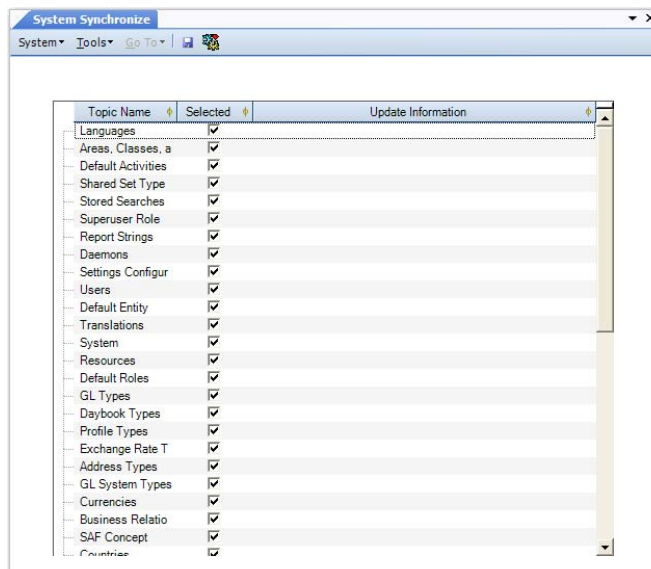 System Synchronize
System Tools Go To
Topic Name Selected Update Information
Languages
Areas, Classes, a
Default Activities
Shared Set Type
Stored Searches
Superuser Role
Report Strings
Daemons
Settings Configur
Users
Default Entity
Translations
System
Resources
Default Roles
GL Types
Daybook Types
Profile Types
Exchange Rate T
Address Types
GL System Types
Currencies
Business Relatio
SAF Concept
Countries